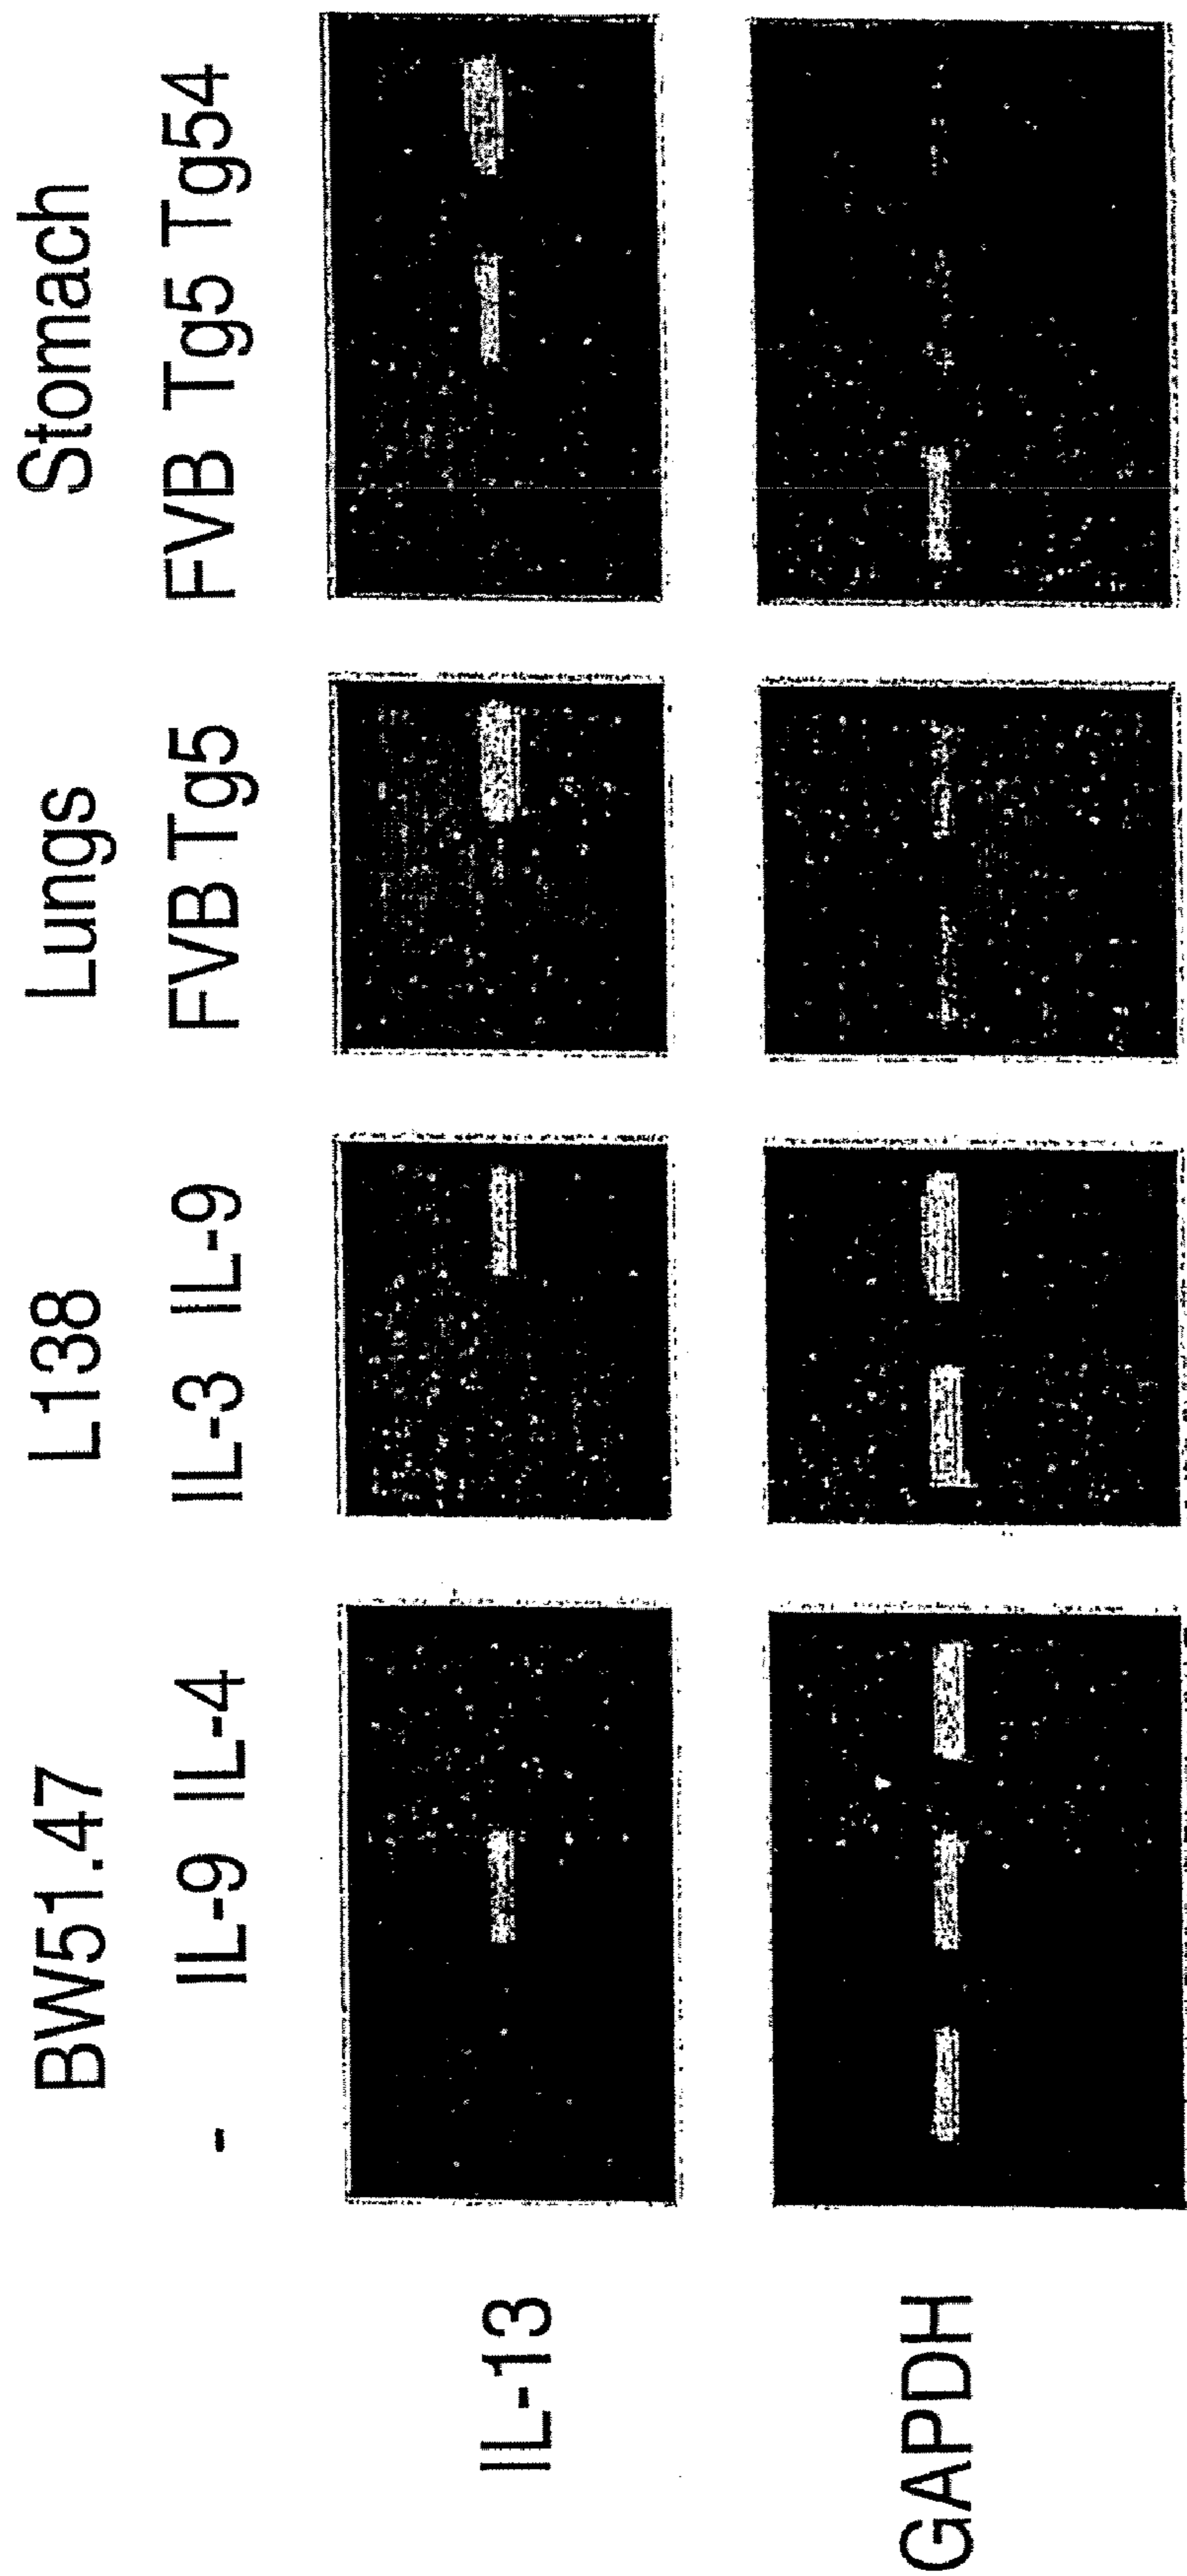 BW51.47 L138 Lungs Stomach
- IL-9 IL-4 IL-3 IL-9 FVB Tg5 FVB Tg5 Tg54
IL-13
GAPDH